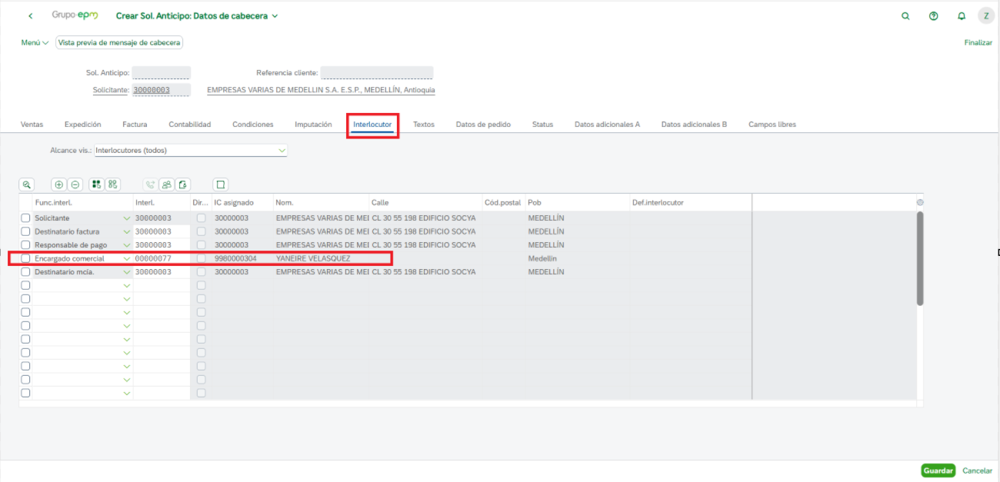 Grupo·epm Crear Sol. Anticipo: Datos de cabecera Z
Menú Vista previa de mensaje de cabecera Finalizar
Sol. Anticipo: Referencia cliente:
Solicitante: 30000003 EMPRESAS VARIAS DE MEDELLIN S.A. E.S.P., MEDELLÍN, Antioquia
Ventas Expedición Factura Contabilidad Condiciones Imputación Interlocutor Textos Datos de pedido Status Datos adicionales A Datos adicionales B Campos libres
Alcance vis.: Interlocutores (todos)
Func.interl. Interl. Dir... IC asignado Nom. Calle Cód.postal Pob Def.interlocutor
Solicitante 30000003 30000003 EMPRESAS VARIAS DE MEI CL 30 55 198 EDIFICIO SOCYA MEDELLÍN
Destinatario factura 30000003 30000003 EMPRESAS VARIAS DE MEI CL 30 55 198 EDIFICIO SOCYA MEDELLÍN
Responsable de pago 30000003 30000003 EMPRESAS VARIAS DE MEI CL 30 55 198 EDIFICIO SOCYA MEDELLÍN
Encargado comercial 00000077 9980000304 YANEIRE VELASQUEZ Medellin
Destinatario mcía. 30000003 30000003 EMPRESAS VARIAS DE MEI CL 30 55 198 EDIFICIO SOCYA MEDELLÍN
Guardar Cancelar